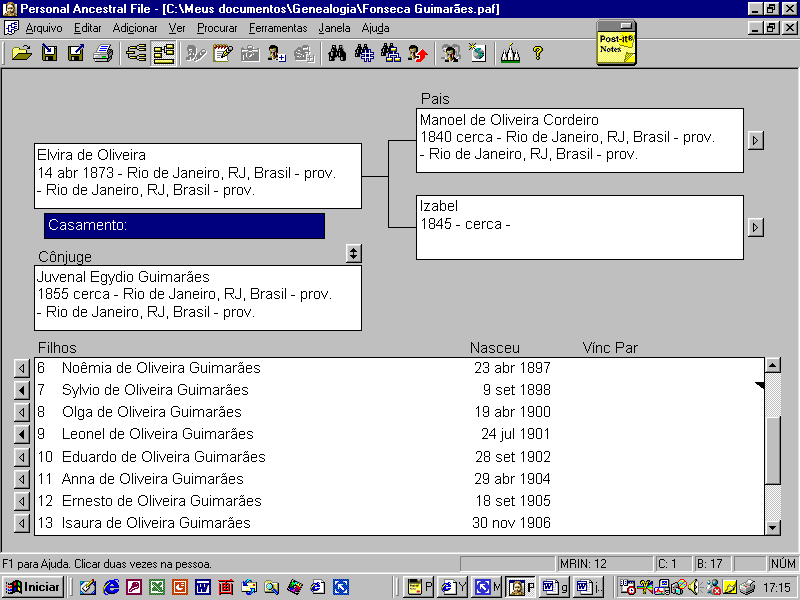 Personal Ancestral File - [C:\Meus documentos\Genealogia\Fonseca Guimarães.paf]
Arquivo Editar Adicionar Ver Procurar Ferramentas Janela Ajuda
Post-it®
Notes
Pais
Manoel de Oliveira Cordeiro
1840 cerca - Rio de Janeiro, RJ, Brasil - prov.
- Rio de Janeiro, RJ, Brasil - prov.
Elvira de Oliveira
14 abr 1873 - Rio de Janeiro, RJ, Brasil - prov.
- Rio de Janeiro, RJ, Brasil - prov.
Izabel
1845 - cerca -
Casamento:
Cônjuge
Juvenal Egydio Guimarães
1855 cerca - Rio de Janeiro, RJ, Brasil - prov.
- Rio de Janeiro, RJ, Brasil - prov.
Filhos Nasceu Vínc Par
6 Noêmia de Oliveira Guimarães 23 abr 1897
7 Sylvio de Oliveira Guimarães 9 set 1898
8 Olga de Oliveira Guimarães 19 abr 1900
9 Leonel de Oliveira Guimarães 24 jul 1901
10 Eduardo de Oliveira Guimarães 28 set 1902
11 Anna de Oliveira Guimarães 29 abr 1904
12 Ernesto de Oliveira Guimarães 18 set 1905
13 Isaura de Oliveira Guimarães 30 nov 1906
F1 para Ajuda. Clicar duas vezes na pessoa. MRIN: 12 C: 1 B: 17 NÚM
Iniciar P Y M P g j. 17:15